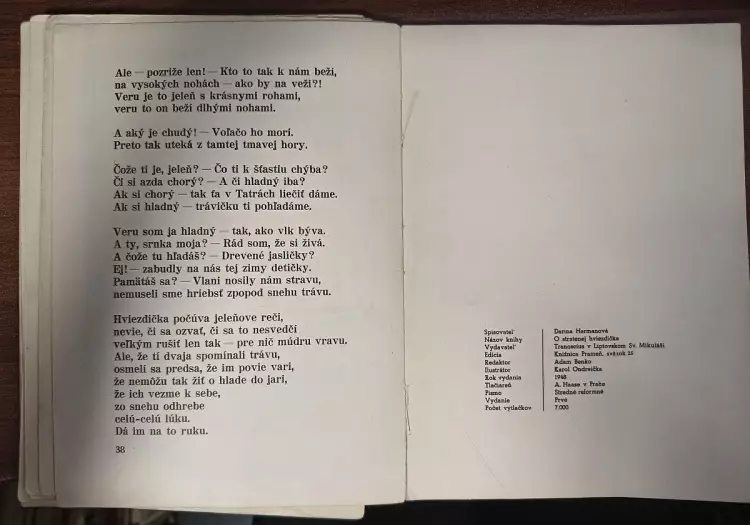 Ale — pozrite len! — Kto to tak k nám beží,
na vysokých nohách — ako by na veži?!
Veru je to jeleň s krásnymi rohami,
veru to on beží dlhými nohami.
A aký je chudý! — Voľačo ho morí.
Preto tak uteká z tamtej tmavej hory.
Čože ti je, jeleň? — Čo ti k šťastiu chýba?
Či si azda chorý? — A či hladný iba?
Ak si chorý — tak ťa v Tatrách liečiť dáme.
Ak si hladný — trávičku ti pohľadáme.
Veru som ja hladný — tak, ako vlk býva.
A ty, srnka moja? — Rád som, že si živá.
A čože tu hľadáš? — Drevené jasličky?
Ej! — zabudly na nás tej zimy detičky.
Pamätáš sa? — Vlani nosily nám stravu,
nemuseli sme hriebsť zpopod snehu trávu.
Hviezdička počúva jeleňove reči,
nevie, či sa ozvať, či sa to nesvedčí
veľkým rušiť len tak — pre nič múdru vravu.
Ale, že tí dvaja spomínali trávu,
osmelí sa predsa, že im povie vari,
že nemôžu tak žiť o hlade do jari,
že ich vezme k sebe,
zo snehu odhrebe
celú-celú lúku.
Dá im na to ruku.
38
Spisovateľ Darina Harmanová
Názov knihy O stratenej hviezdičke
Vydavateľ Tranoscius v Liptovskom Sv. Mikuláši
Edícia Knižnica Prameň, sväzok 25
Redaktor Adam Benko
Ilustrátor Karol Ondreička
Rok vydania 1948
Tlačiareň A. Haase v Prahe
Písmo Stredné reformné
Vydanie Prvé
Počet výtlačkov 7.000